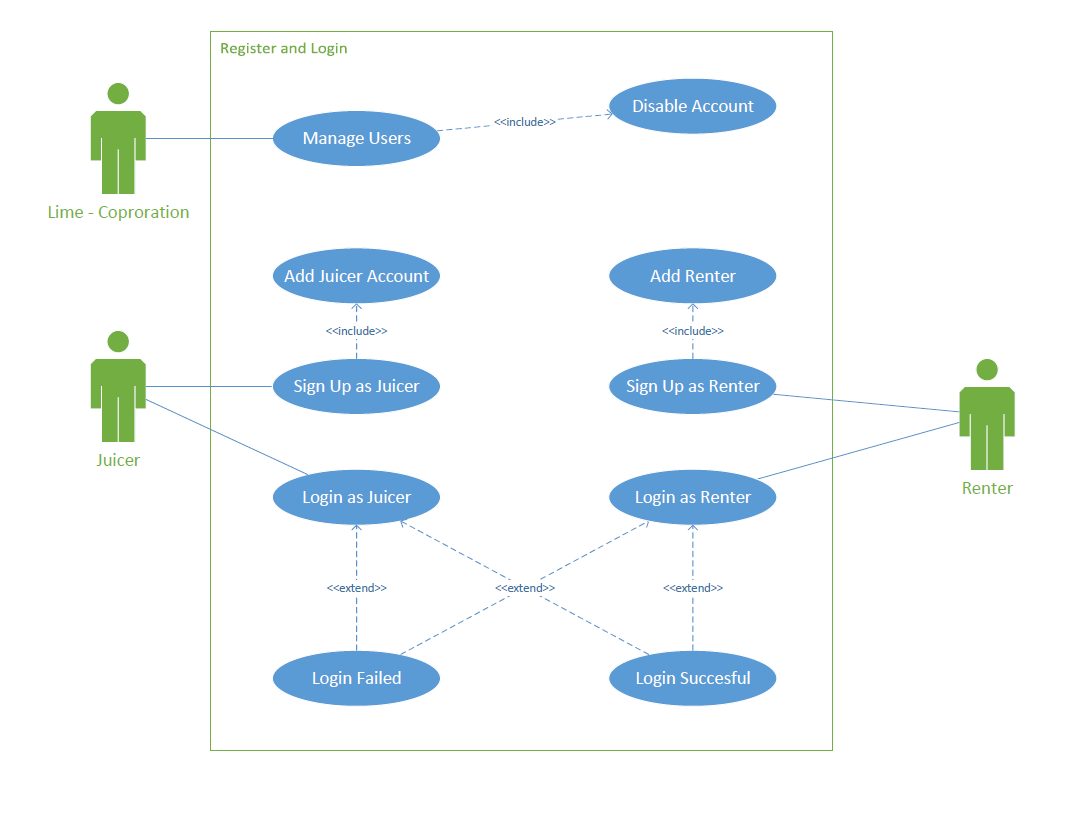 Register and Login
Disable Account
<<include>>
Manage Users
Lime - Coproration
Add Juicer Account
Add Renter
<<include>>
<<include>>
Sign Up as Juicer
Sign Up as Renter
Juicer
Renter
Login as Juicer
Login as Renter
<<extend>>
<<extend>>
<<extend>>
Login Failed
Login Succesful